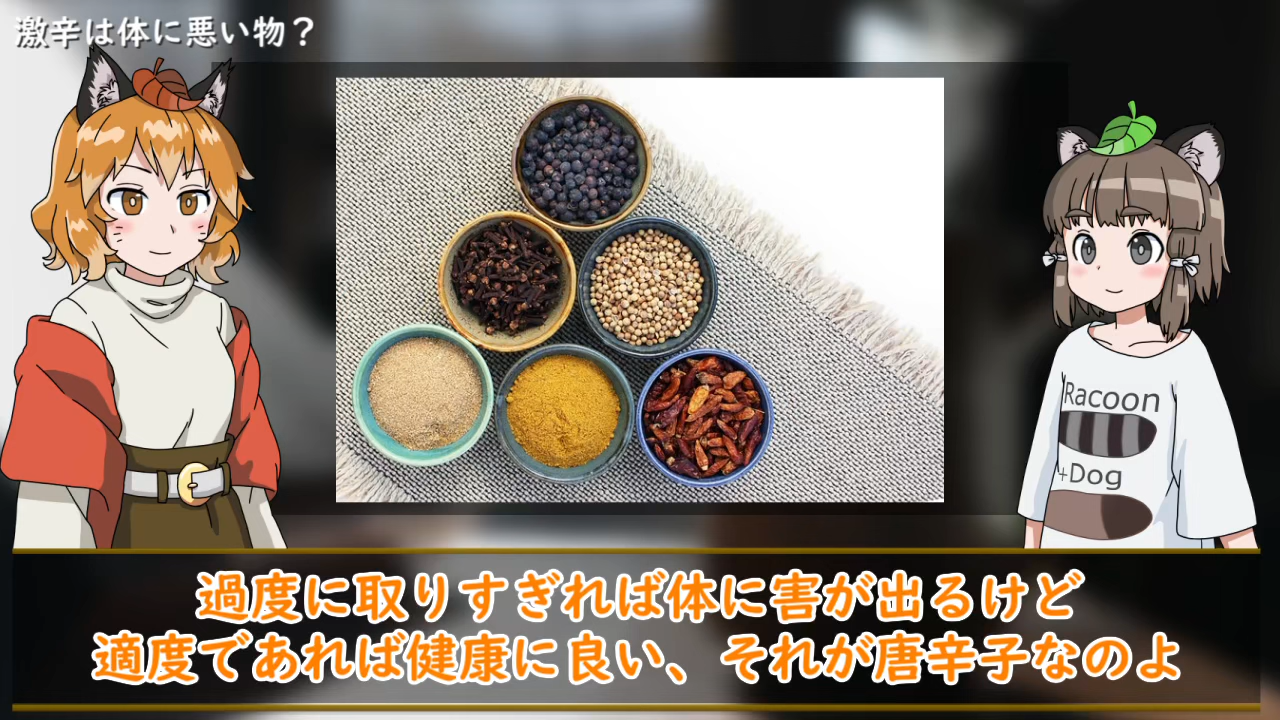 激辛は体に悪い物？
Racoon
+Dog
過度に取りすぎれば体に害が出るけど
適度であれば健康に良い、それが唐辛子なのよ